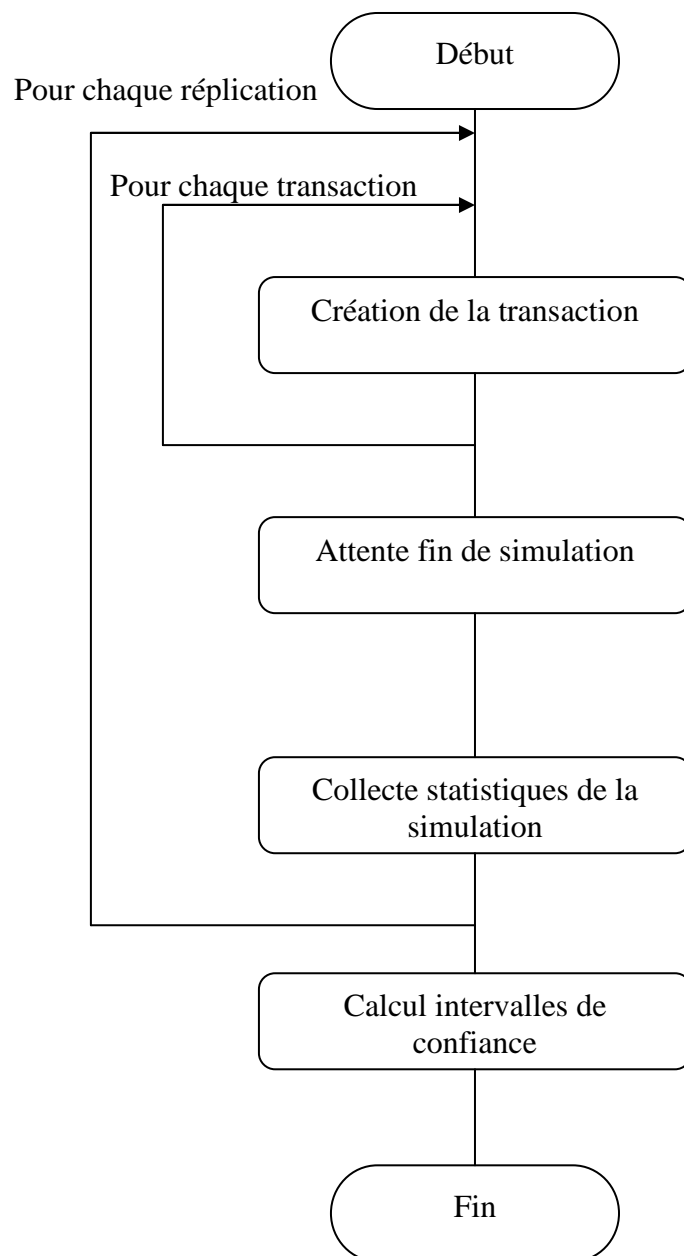 Début
Pour chaque réplication
Pour chaque transaction
Création de la transaction
Attente fin de simulation
Collecte statistiques de la
simulation
Calcul intervalles de
confiance
Fin